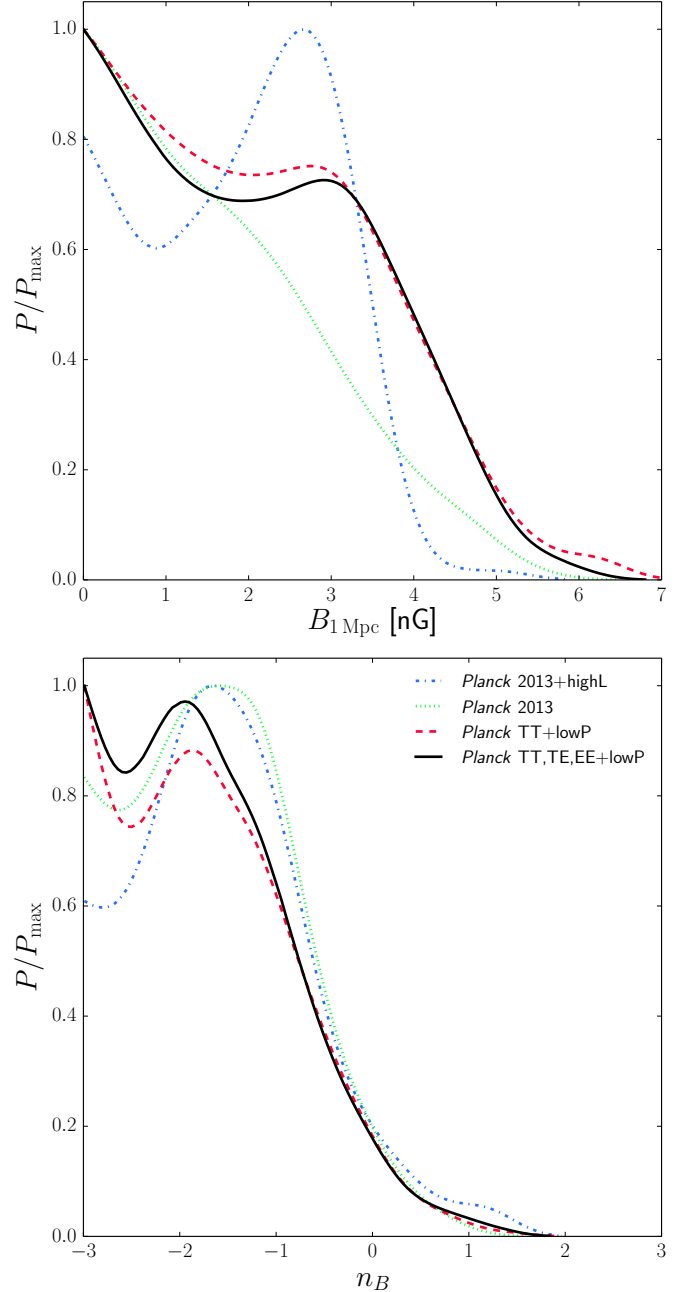 1.0
0.8
0.6
0.4
0.2
0.0
P/P_max
0 1 2 3 4 5 6 7
B_{1 Mpc} [nG]
1.0
0.8
0.6
0.4
0.2
0.0
P/P_max
Planck 2013+highL
Planck 2013
Planck TT+lowP
Planck TT,TE,EE+lowP
−3 −2 −1 0 1 2 3
n_B